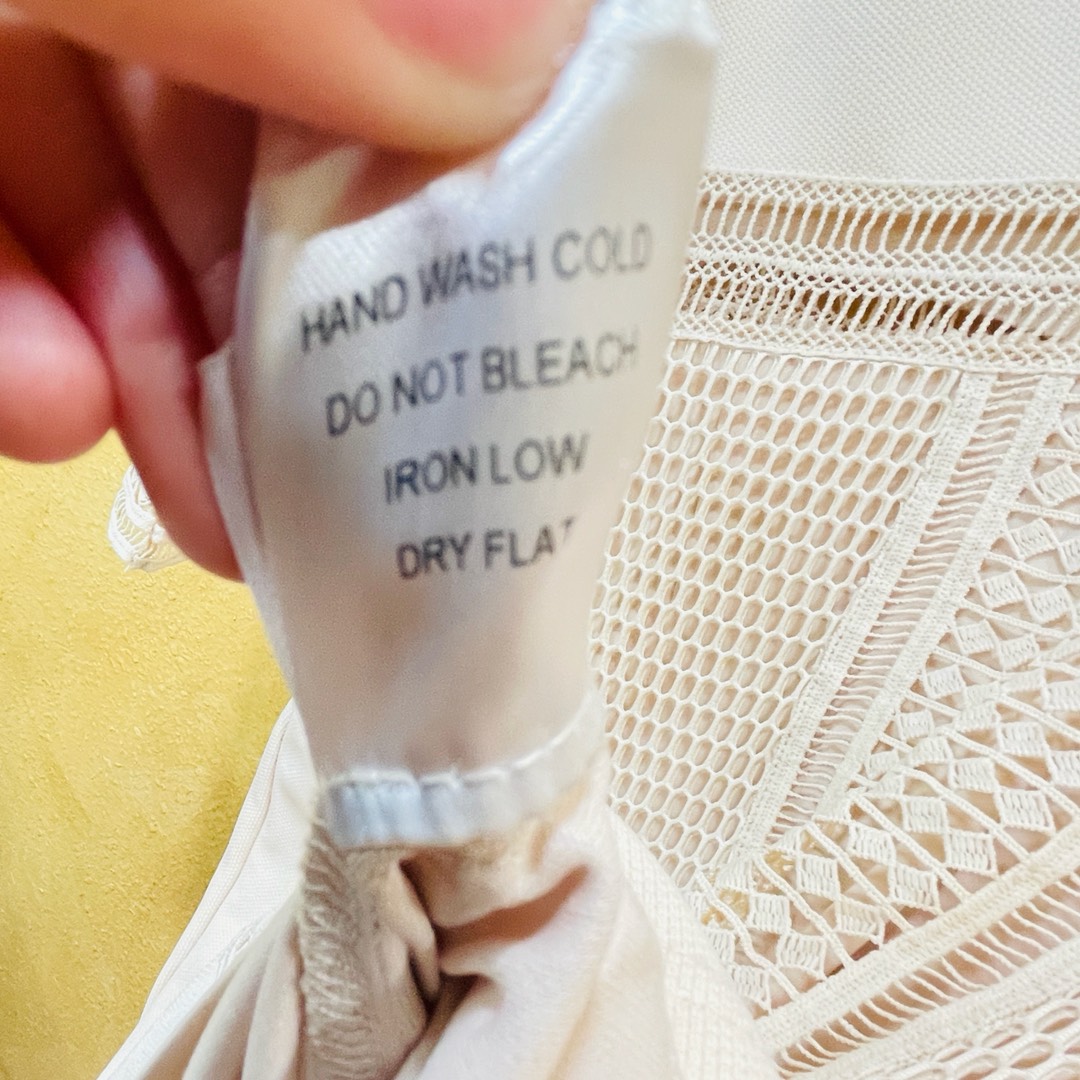 HAND WASH COLD
DO NOT BLEACH
IRON LOW
DRY FLAT